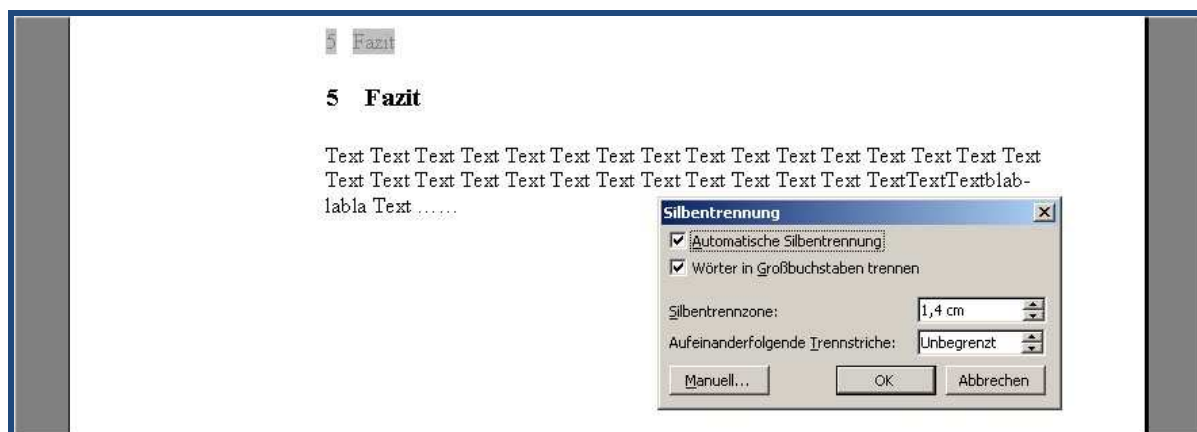 5 Fazit
5 Fazit
Text Text Text Text Text Text Text Text Text Text Text Text Text Text Text Text
Text Text Text Text Text Text Text Text Text Text Text Text TextTextTextblab-
labla Text ......
Silbentrennung
Automatische Silbentrennung
Wörter in Großbuchstaben trennen
Silbentrennzone: 1,4 cm
Aufeinanderfolgende Trennstriche: Unbegrenzt
Manuell... OK Abbrechen